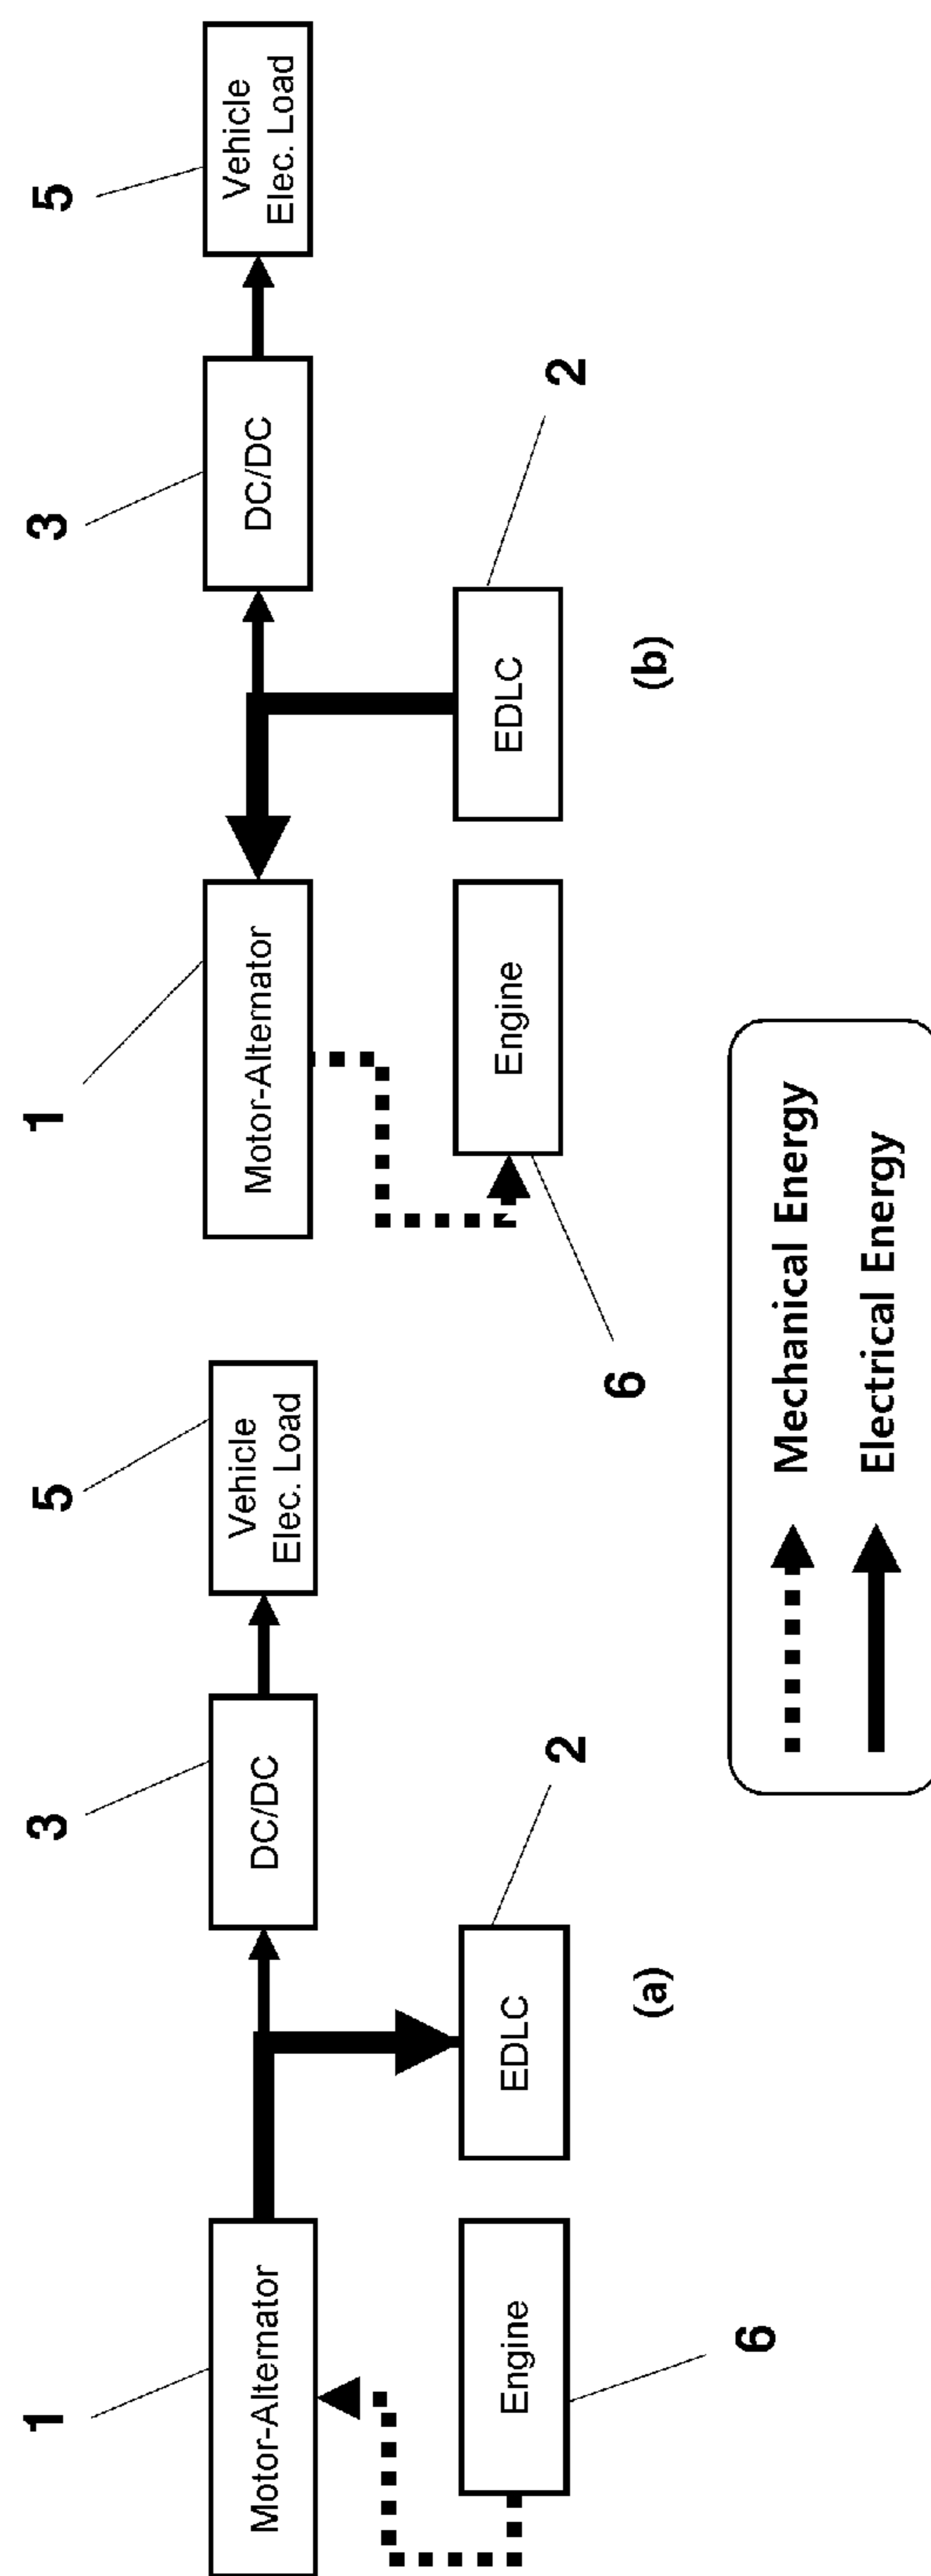 1
3
5
Motor-Alternator
DC/DC
Vehicle
Elec. Load
Engine
EDLC
6
2
(a)
1
3
5
Motor-Alternator
DC/DC
Vehicle
Elec. Load
Engine
EDLC
6
2
(b)
Mechanical Energy
Electrical Energy